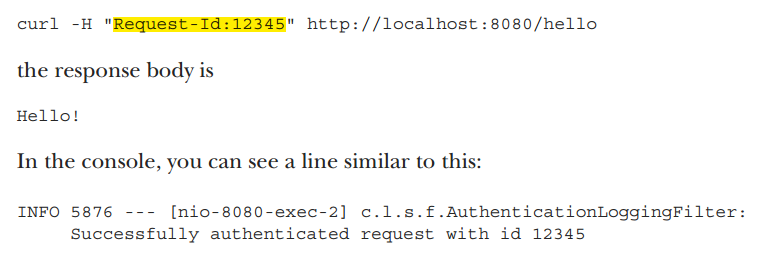 curl -H "Request-Id:12345" http://localhost:8080/hello
the response body is
Hello!
In the console, you can see a line similar to this:
INFO 5876 --- [nio-8080-exec-2] c.l.s.f.AuthenticationLoggingFilter:
Successfully authenticated request with id 12345